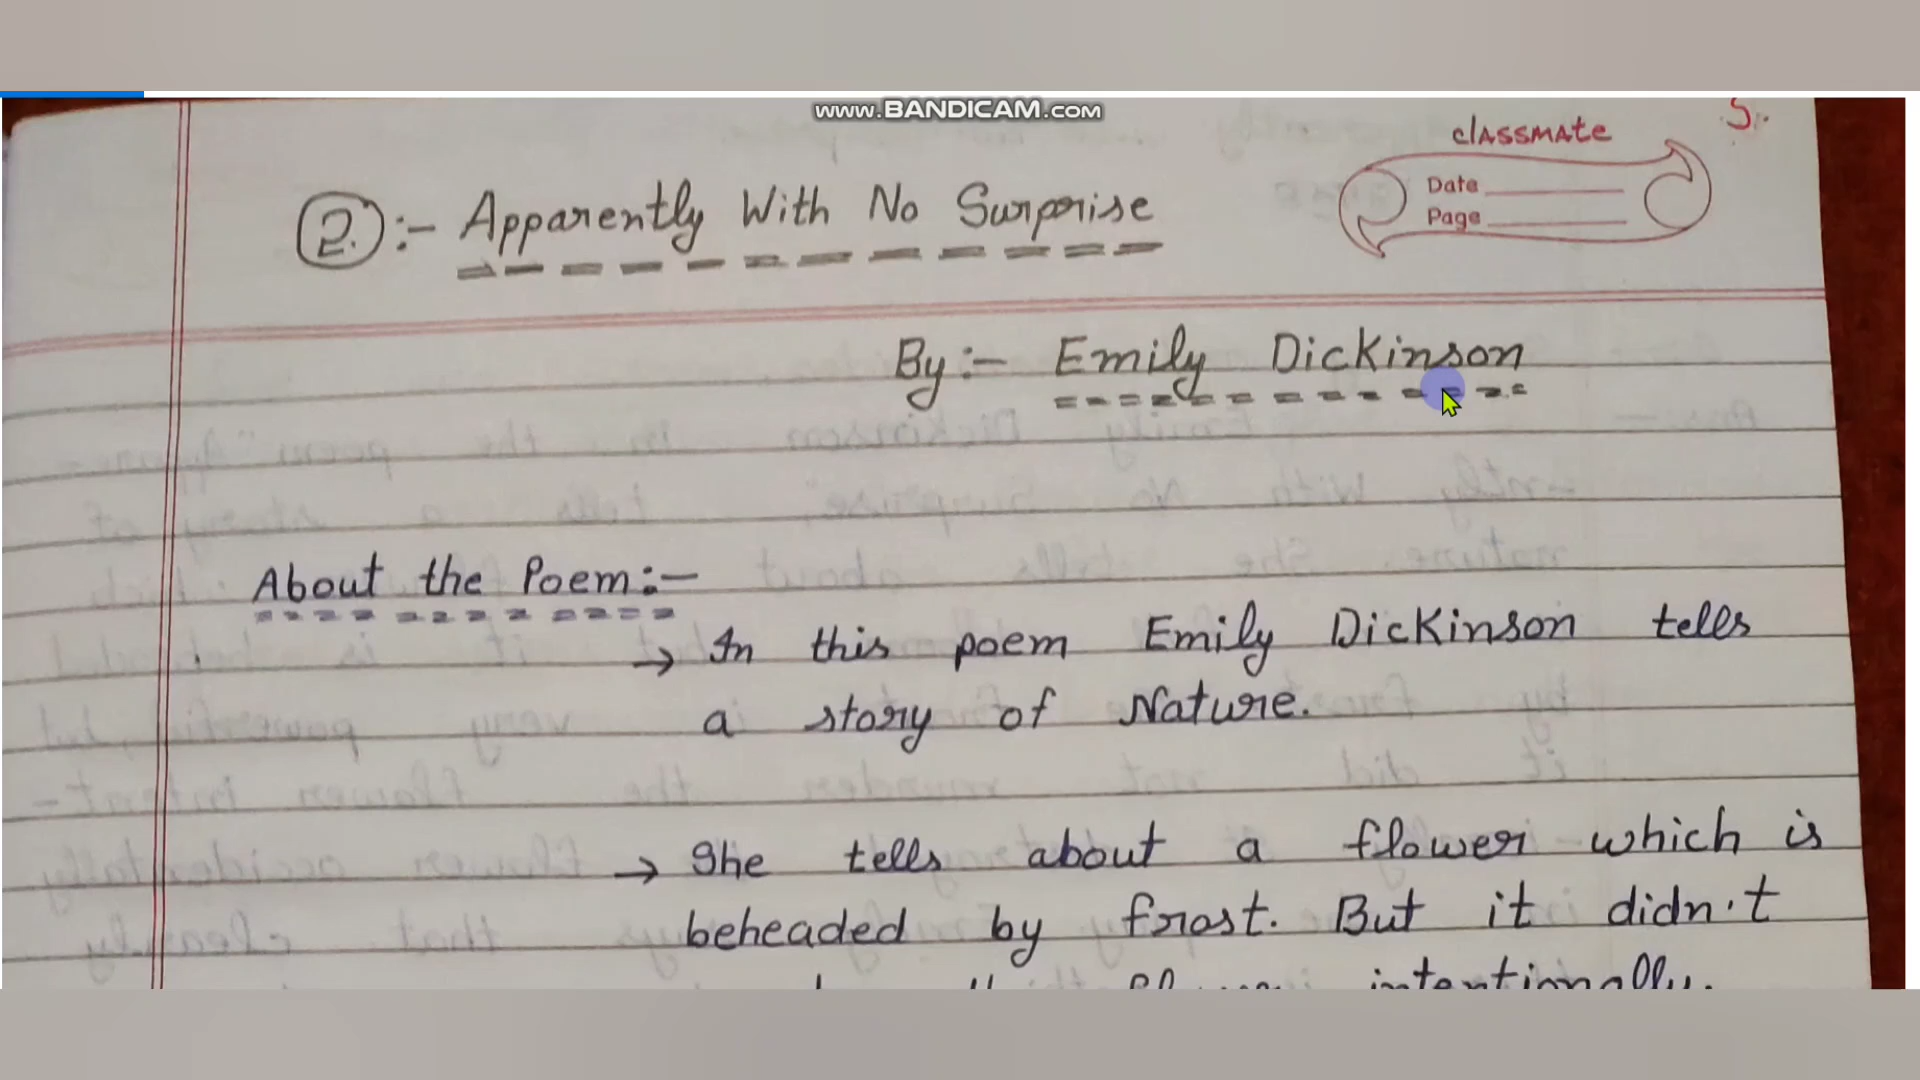 www.BANDICAM.com
5.
classmate
Date
Page
2. :- Apparently With No Surprise
By:- Emily Dickinson
About the Poem:-
→ In this poem Emily Dickinson tells
a story of Nature.
→ She tells about a flower which is
beheaded by frost. But it didn't
intentionally.